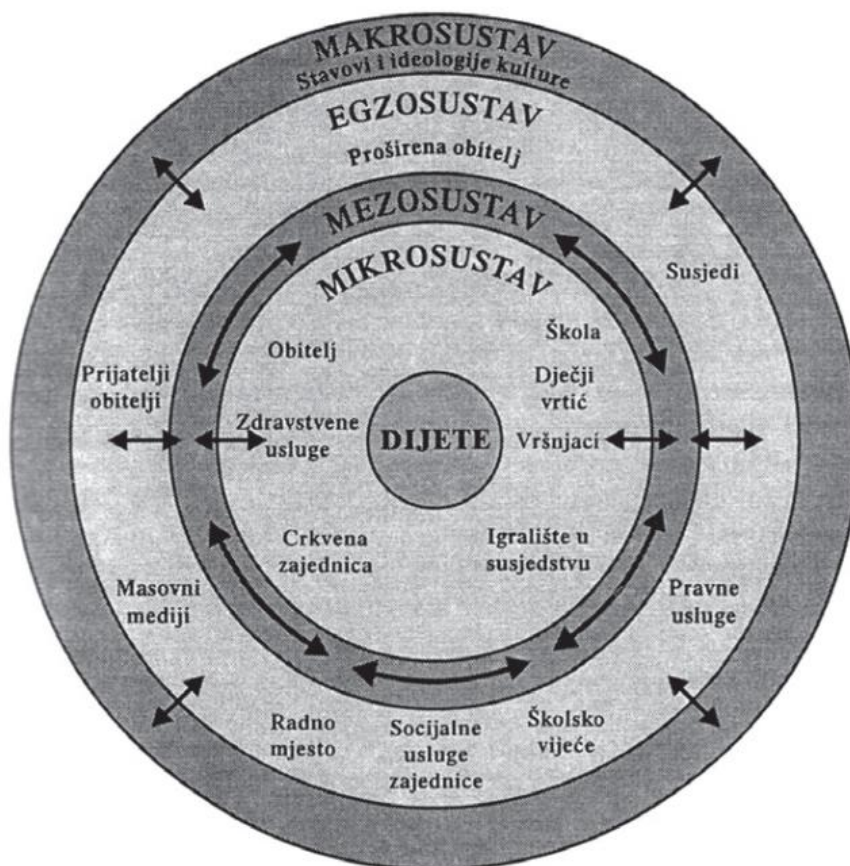 MAKROSUSTAV
Stavovi i ideologije kulture
EGZOSUSTAV
Proširena obitelj
MEZOSUSTAV
MIKROSUSTAV
Susjedi
Škola
Obitelj
Prijatelji
obitelji
Dječji
vrtić
Zdravstvene
usluge
DIJETE
Vršnjaci
Crkvena
zajednica
Igralište u
susjedstvu
Masovni
mediji
Pravne
usluge
Radno
mjesto
Socijalne
usluge
zajednice
Školsko
vijeće